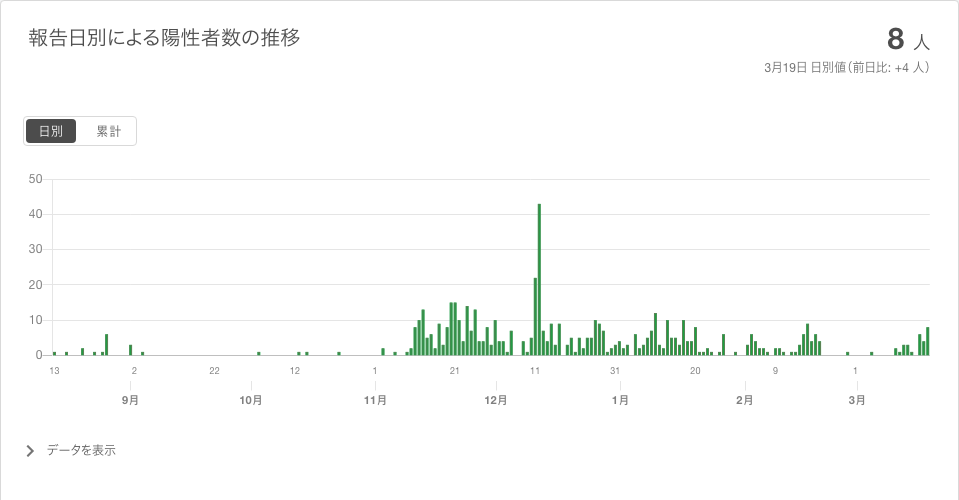 報告日別による陽性者数の推移
8 人
3月19日 日別値（前日比: +4 人）
日別 累計
50
40
30
20
10
0
13 2 22 12 1 21 11 31 20 9 1
9月 10月 11月 12月 1月 2月 3月
データを表示